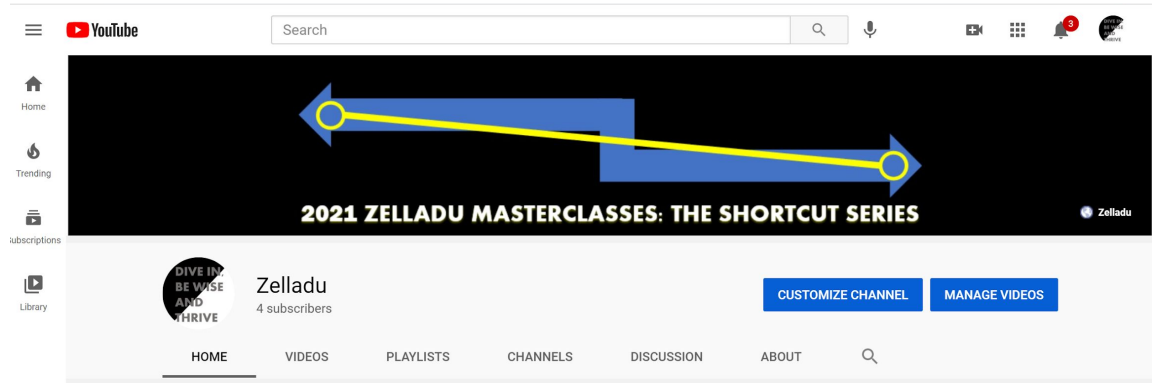 YouTube
Search
3
Home
Trending
ubscriptions
Library
2021 ZELLADU MASTERCLASSES: THE SHORTCUT SERIES
Zelladu
DIVE IN,
BE WISE
AND
THRIVE
Zelladu
4 subscribers
CUSTOMIZE CHANNEL
MANAGE VIDEOS
HOME VIDEOS PLAYLISTS CHANNELS DISCUSSION ABOUT